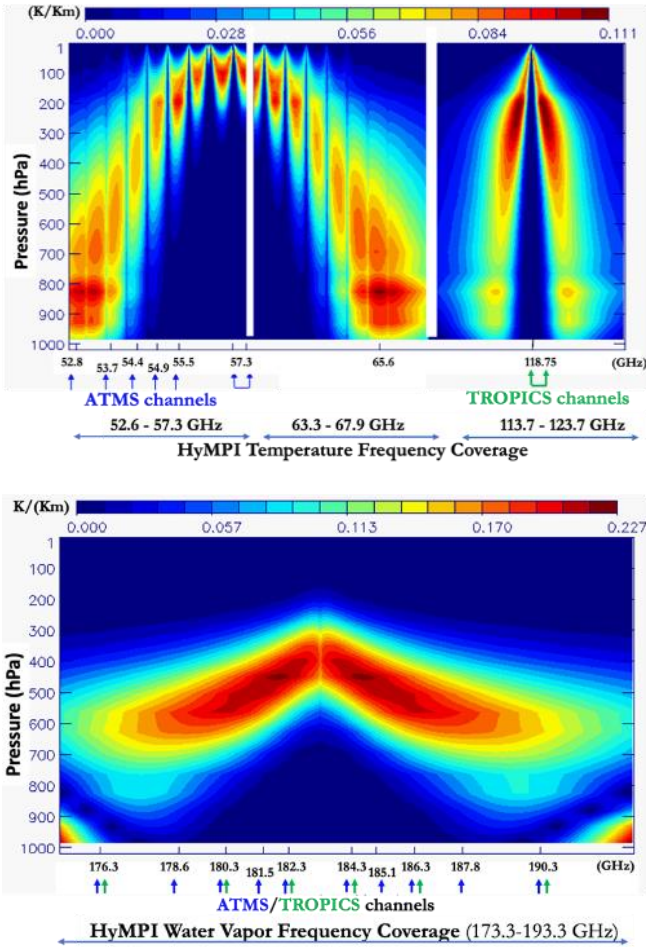 (K/Km)
0.000 0.028 0.056 0.084 0.111
Pressure (hPa)
1
100
200
300
400
500
600
700
800
900
1000
52.8 53.7 54.4 54.9 55.5 57.3 65.6 118.75 (GHz)
ATMS channels TROPICS channels
52.6 - 57.3 GHz 63.3 - 67.9 GHz 113.7 - 123.7 GHz
HyMPI Temperature Frequency Coverage
K/(Km)
0.000 0.057 0.113 0.170 0.227
Pressure (hPa)
1
100
200
300
400
500
600
700
800
900
1000
176.3 178.6 180.3 181.5 182.3 184.3 185.1 186.3 187.8 190.3 (GHz)
ATMS/TROPICS channels
HyMPI Water Vapor Frequency Coverage (173.3-193.3 GHz)